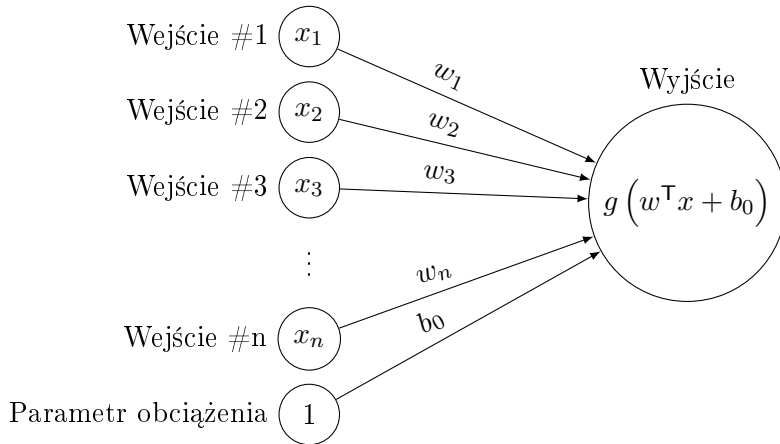 Wejście #1 x₁ w₁
Wyjście
Wejście #2 x₂ w₂
Wejście #3 x₃ w₃
g (wᵀx + b₀)
⋮
Wejście #n xₙ wₙ
b₀
Parametr obciążenia 1